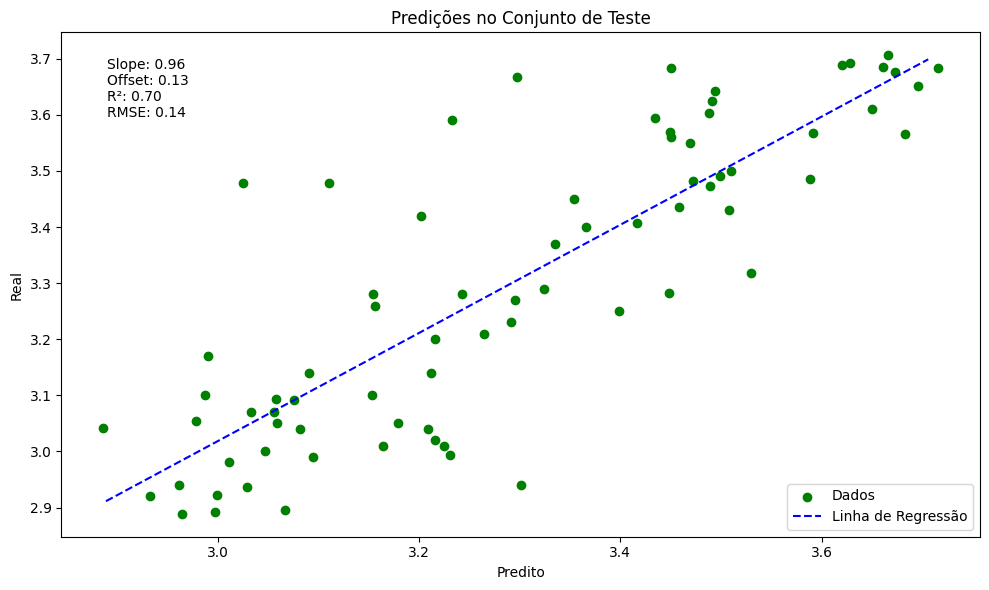 Predições no Conjunto de Teste
Slope: 0.96
Offset: 0.13
R²: 0.70
RMSE: 0.14
3.7
3.6
3.5
3.4
3.3
3.2
3.1
3.0
2.9
Real
Dados
Linha de Regressão
3.0 3.2 3.4 3.6
Predito